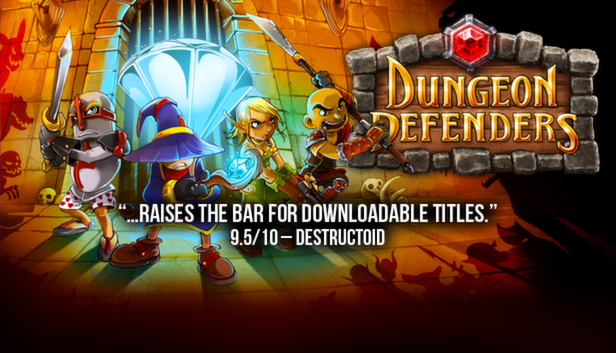 DUNGEON
DEFENDERS
“...RAISES THE BAR FOR DOWNLOADABLE TITLES.”
9.5/10 – DESTRUCTOID